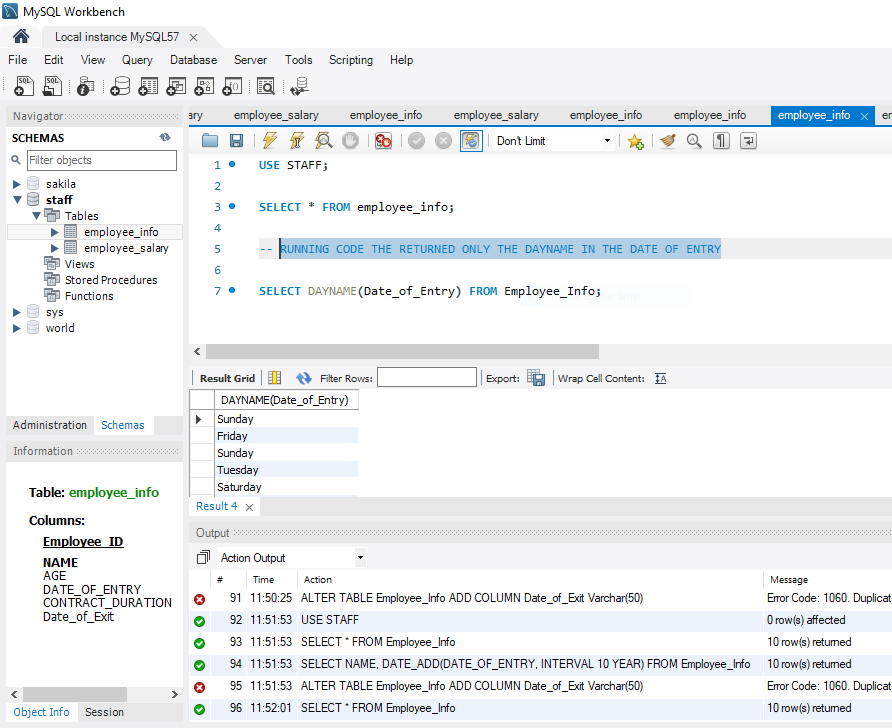 MySQL Workbench
Local instance MySQL57
File Edit View Query Database Server Tools Scripting Help
Navigator
SCHEMAS
Filter objects
sakila
staff
Tables
employee_info
employee_salary
Views
Stored Procedures
Functions
sys
world
Administration Schemas
Information
Table: employee_info
Columns:
Employee_ID
NAME
AGE
DATE_OF_ENTRY
CONTRACT_DURATION
Date_of_Exit
Object Info Session
ary employee_salary employee_info employee_salary employee_info employee_info employee_info
Don't Limit
1 USE STAFF;
2
3 SELECT * FROM employee_info;
4
5 -- RUNNING CODE THE RETURNED ONLY THE DAYNAME IN THE DATE OF ENTRY
6
7 SELECT DAYNAME(Date_of_Entry) FROM Employee_Info;
Result Grid Filter Rows: Export: Wrap Cell Content:
DAYNAME(Date_of_Entry)
Sunday
Friday
Sunday
Tuesday
Saturday
Result 4
Output
Action Output
# Time Action Message
91 11:50:25 ALTER TABLE Employee_Info ADD COLUMN Date_of_Exit Varchar(50) Error Code: 1060. Duplicat
92 11:51:53 USE STAFF 0 row(s) affected
93 11:51:53 SELECT * FROM Employee_Info 10 row(s) returned
94 11:51:53 SELECT NAME, DATE_ADD(DATE_OF_ENTRY, INTERVAL 10 YEAR) FROM Employee_Info 10 row(s) returned
95 11:51:53 ALTER TABLE Employee_Info ADD COLUMN Date_of_Exit Varchar(50) Error Code: 1060. Duplicat
96 11:52:01 SELECT * FROM Employee_Info 10 row(s) returned